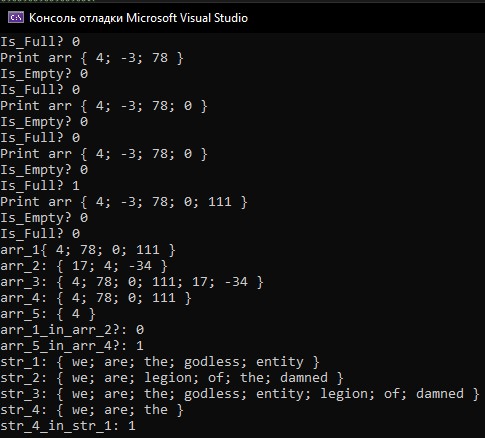 Консоль отладки Microsoft Visual Studio
Is_Full? 0
Print arr { 4; -3; 78 }
Is_Empty? 0
Is_Full? 0
Print arr { 4; -3; 78; 0 }
Is_Empty? 0
Is_Full? 0
Print arr { 4; -3; 78; 0 }
Is_Empty? 0
Is_Full? 1
Print arr { 4; -3; 78; 0; 111 }
Is_Empty? 0
Is_Full? 0
arr_1{ 4; 78; 0; 111 }
arr_2: { 17; 4; -34 }
arr_3: { 4; 78; 0; 111; 17; -34 }
arr_4: { 4; 78; 0; 111 }
arr_5: { 4 }
arr_1_in_arr_2?: 0
arr_5_in_arr_4?: 1
str_1: { we; are; the; godless; entity }
str_2: { we; are; legion; of; the; damned }
str_3: { we; are; the; godless; entity; legion; of; damned }
str_4: { we; are; the }
str_4_in_str_1: 1